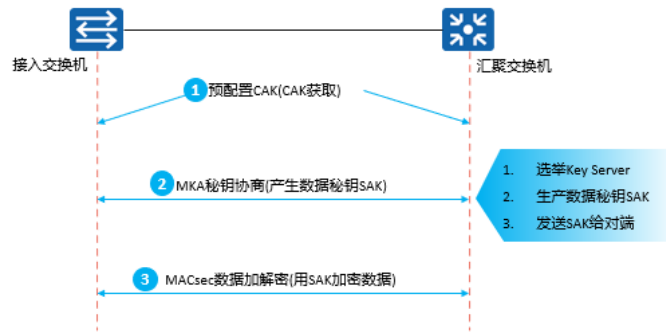 接入交换机
汇聚交换机
1 预配置CAK(CAK获取)
2 MKA秘钥协商(产生数据秘钥SAK)
1. 选举Key Server
2. 生产数据秘钥SAK
3. 发送SAK给对端
3 MACsec数据加解密(用SAK加密数据)